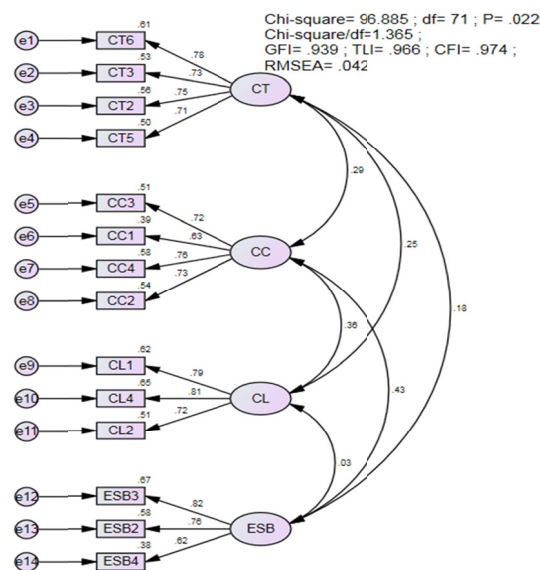 Chi-square= 96.885 ; df= 71 ; P= .022
Chi-square/df=1.365 ;
GFI= .939 ; TLI= .966 ; CFI= .974 ;
RMSEA= .042
.61
e1 CT6 .78
.53
e2 CT3 .73
.56
e3 CT2 .75
.50
e4 CT5 .71
CT
.29
.51
e5 CC3 .72
.39
e6 CC1 .63
.58
e7 CC4 .76
.54
e8 CC2 .73
CC
.25
.18
.36
.62
e9 CL1 .79
.65
e10 CL4 .81
.51
e11 CL2 .72
CL
.43
.03
.67
e12 ESB3 .82
.58
e13 ESB2 .76
.38
e14 ESB4 .62
ESB